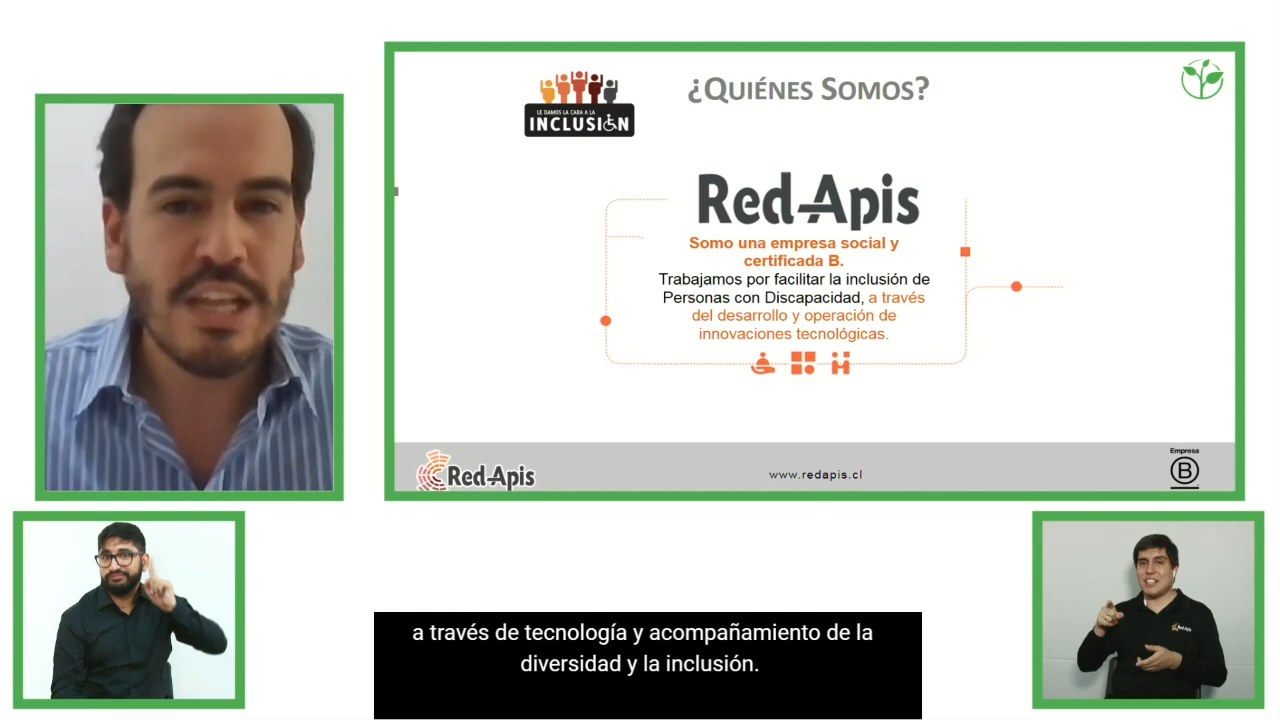 LE DAMOS LA CARA A LA
INCLUSIÓN
¿QUIÉNES SOMOS?
Red-Apis
Somo una empresa social y
certificada B.
Trabajamos por facilitar la inclusión de
Personas con Discapacidad, a través
del desarrollo y operación de
innovaciones tecnológicas.
Red-Apis
www.redapis.cl
Empresa
B
Red-Apis
a través de tecnología y acompañamiento de la
diversidad y la inclusión.